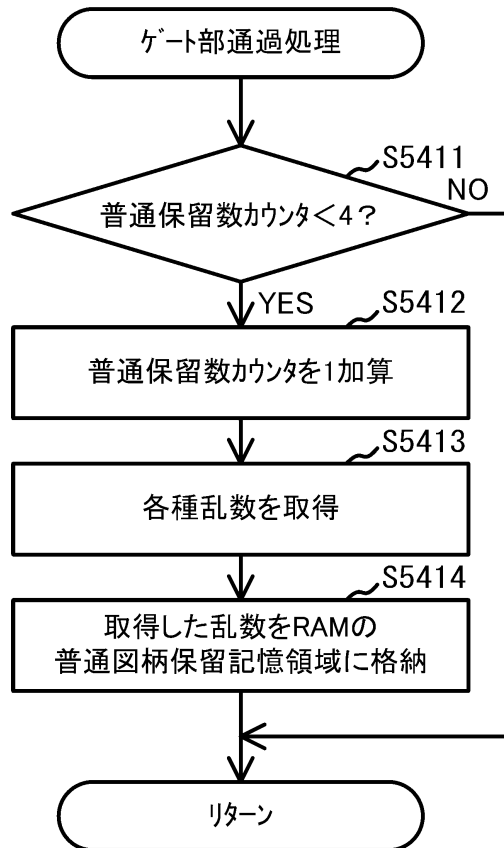 ｹﾞｰﾄ部通過処理
S5411
普通保留数ｶｳﾝﾀ＜4？
NO
YES
S5412
普通保留数ｶｳﾝﾀを1加算
S5413
各種乱数を取得
S5414
取得した乱数をRAMの
普通図柄保留記憶領域に格納
ﾘﾀｰﾝ